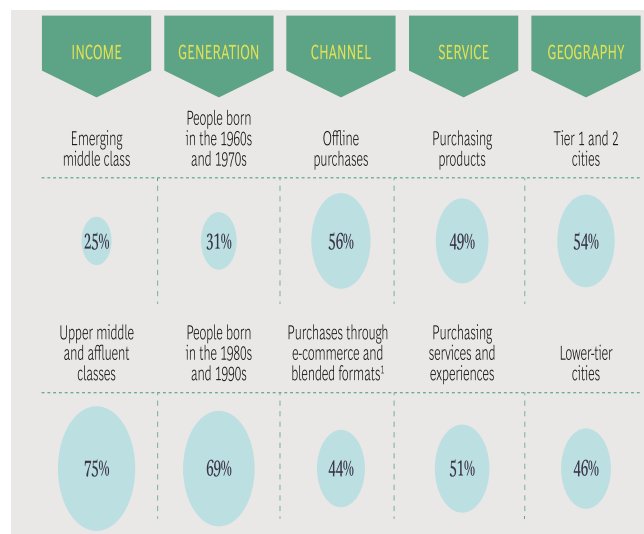 INCOME
GENERATION
CHANNEL
SERVICE
GEOGRAPHY
Emerging
middle class
People born
in the 1960s
and 1970s
Offline
purchases
Purchasing
products
Tier 1 and 2
cities
25%
31%
56%
49%
54%
Upper middle
and affluent
classes
People born
in the 1980s
and 1990s
Purchases through
e-commerce and
blended formats¹
Purchasing
services and
experiences
Lower-tier
cities
75%
69%
44%
51%
46%